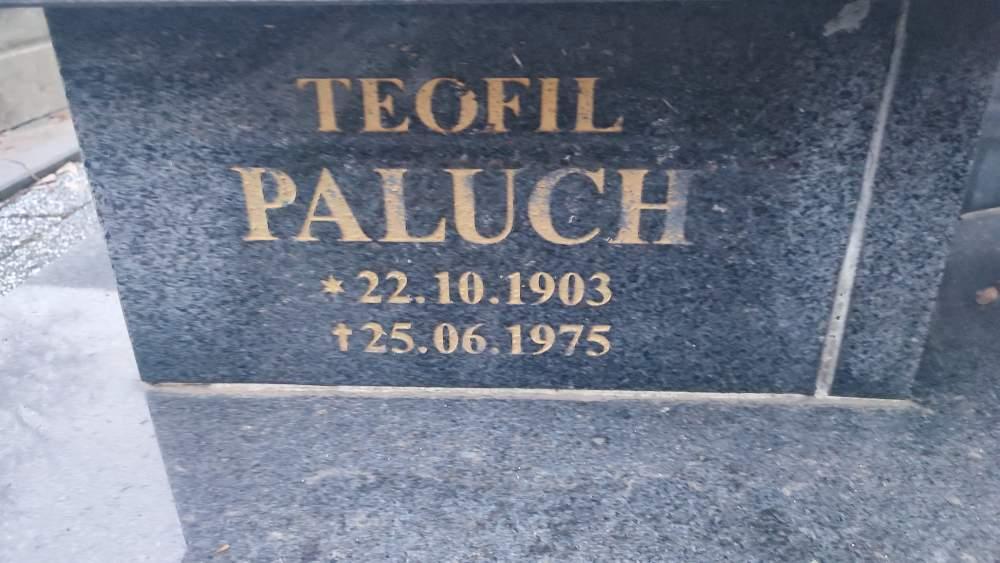 TEOFIL
PALUCH
* 22.10.1903
† 25.06.1975